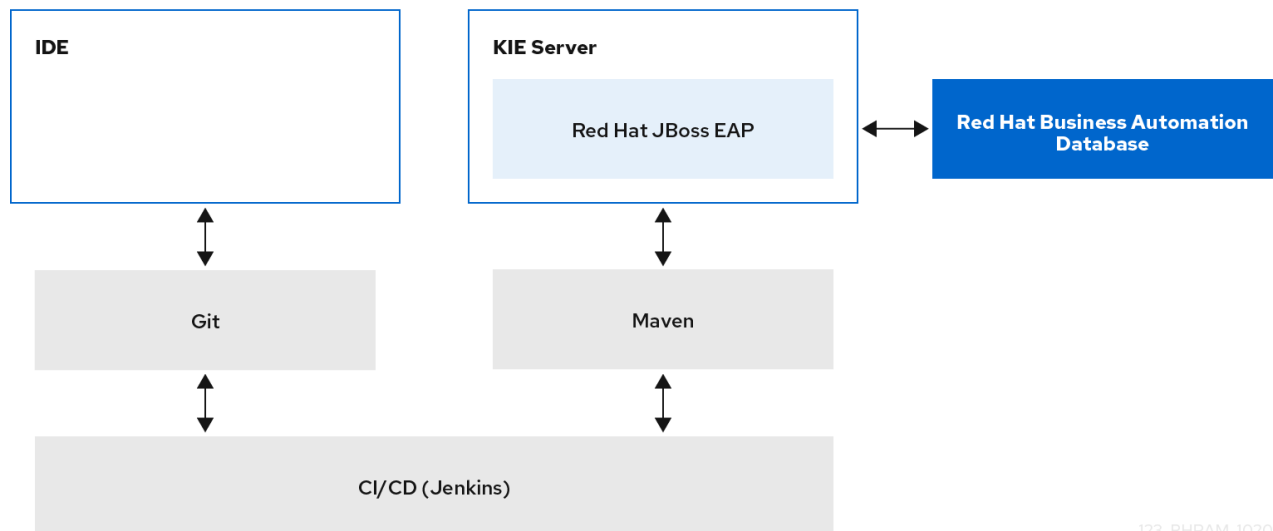 IDE
KIE Server
Red Hat JBoss EAP
Red Hat Business Automation
Database
Git
Maven
CI/CD (Jenkins)